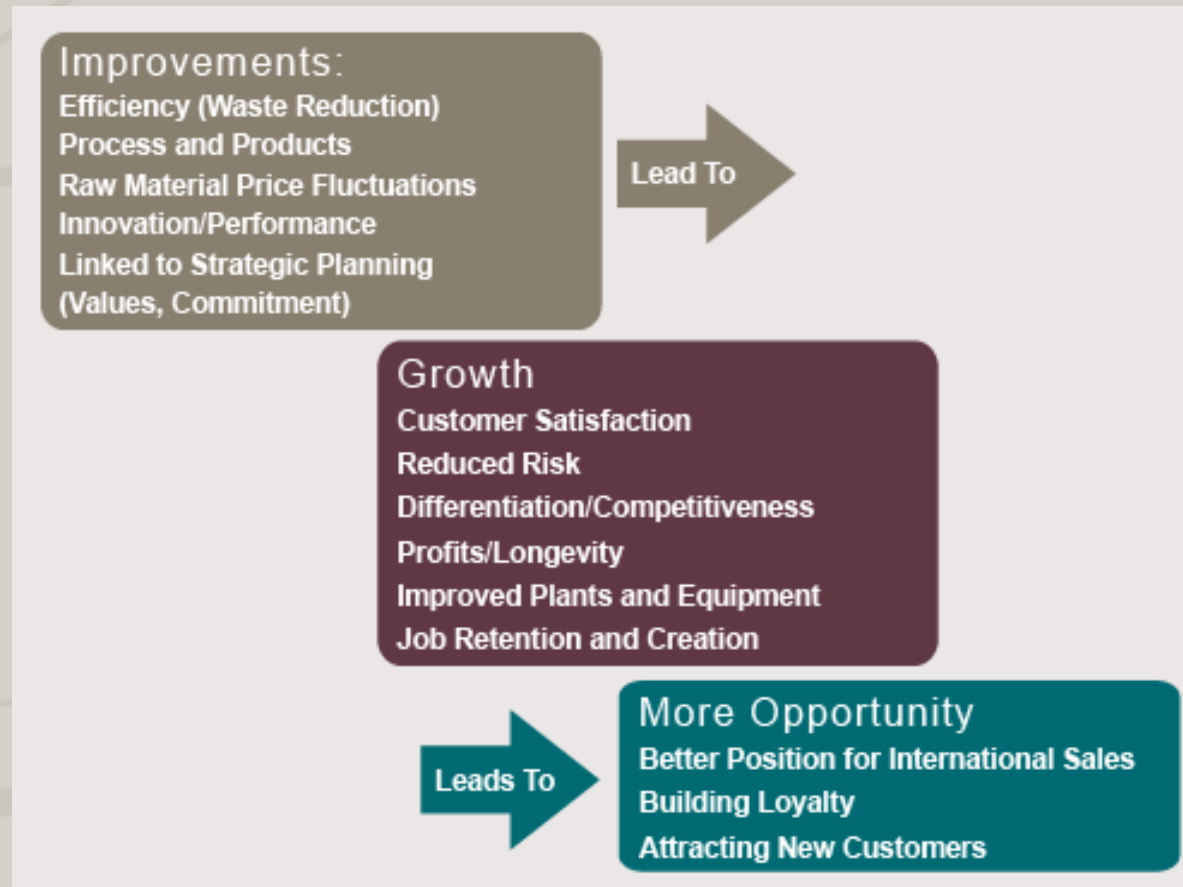 Improvements:
Efficiency (Waste Reduction)
Process and Products
Raw Material Price Fluctuations
Innovation/Performance
Linked to Strategic Planning
(Values, Commitment)
Lead To
Growth
Customer Satisfaction
Reduced Risk
Differentiation/Competitiveness
Profits/Longevity
Improved Plants and Equipment
Job Retention and Creation
Leads To
More Opportunity
Better Position for International Sales
Building Loyalty
Attracting New Customers